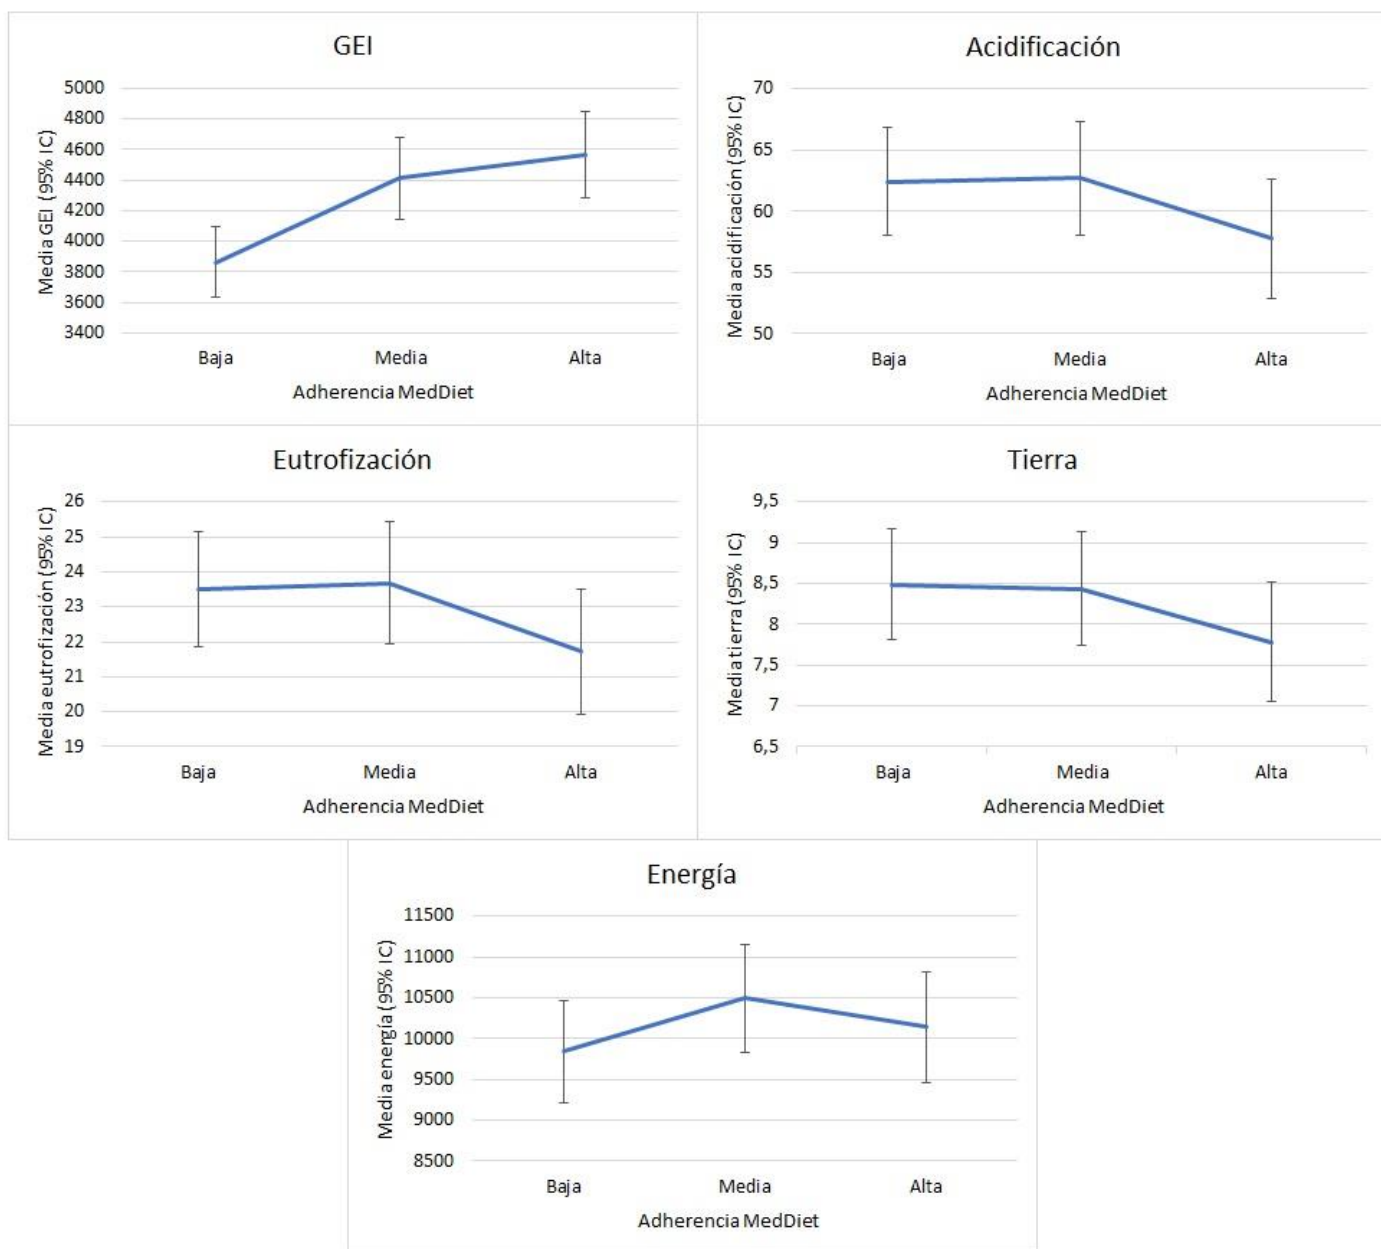 GEI
Media GEI (95% IC)
5000
4800
4600
4400
4200
4000
3800
3600
3400
Baja Media Alta
Adherencia MedDiet
Acidificación
Media acidificación (95% IC)
70
65
60
55
50
Baja Media Alta
Adherencia MedDiet
Eutrofización
Media eutrofización (95% IC)
26
25
24
23
22
21
20
19
Baja Media Alta
Adherencia MedDiet
Tierra
Media tierra (95% IC)
9,5
9
8,5
8
7,5
7
6,5
Baja Media Alta
Adherencia MedDiet
Energía
Media energía (95% IC)
11500
11000
10500
10000
9500
9000
8500
Baja Media Alta
Adherencia MedDiet